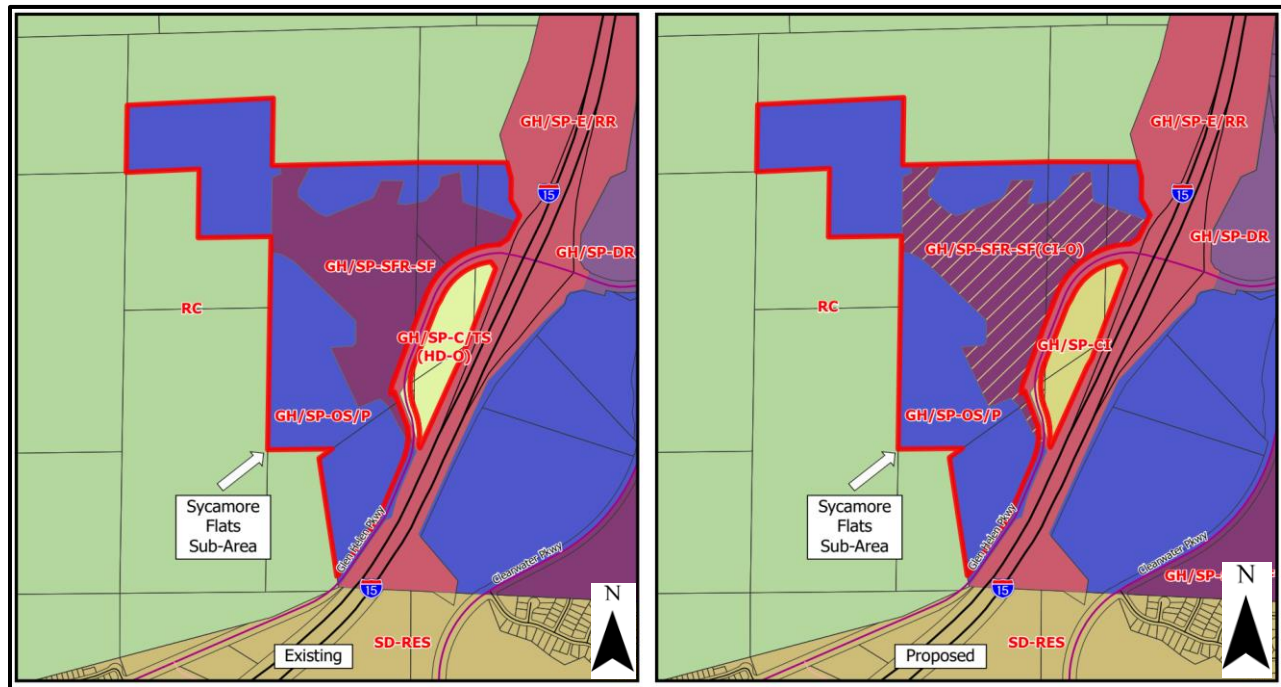 GH/SP-E/RR
15
GH/SP-DR
GH/SP-SFR-SF
RC
GH/SP-C/TS
(HD-O)
GH/SP-OS/P
Sycamore
Flats
Sub-Area
Glen Helen Pkwy
Clearwater Pkwy
15
SD-RES
Existing
N
GH/SP-E/RR
15
GH/SP-DR
GH/SP-SFR-SF(CI-O)
RC
GH/SP-CI
GH/SP-OS/P
Sycamore
Flats
Sub-Area
Glen Helen Pkwy
Clearwater Pkwy
15
SD-RES
Proposed
N